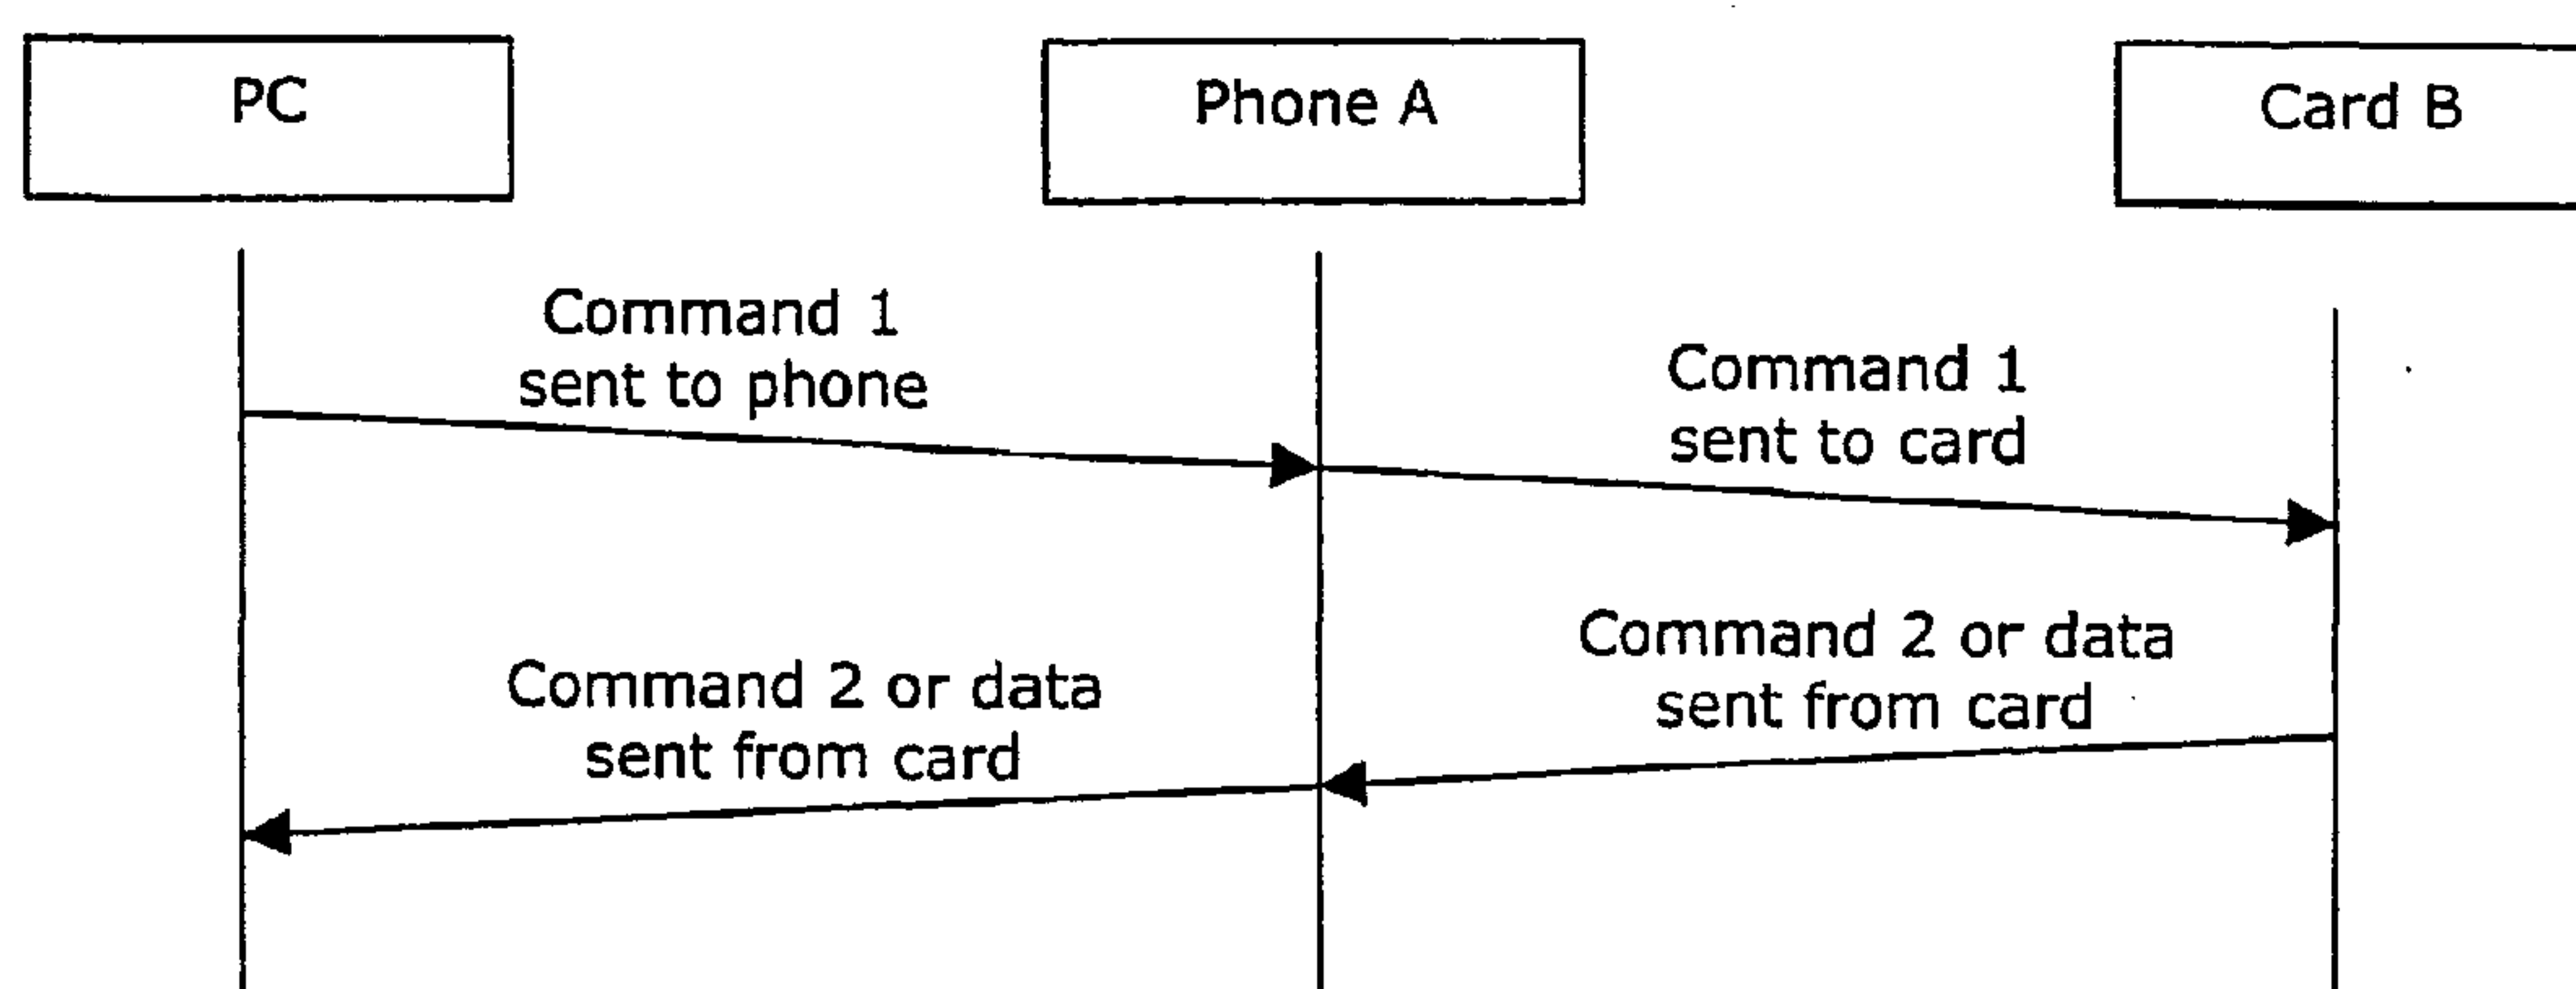 PC
Phone A
Card B
Command 1
sent to phone
Command 1
sent to card
Command 2 or data
sent from card
Command 2 or data
sent from card